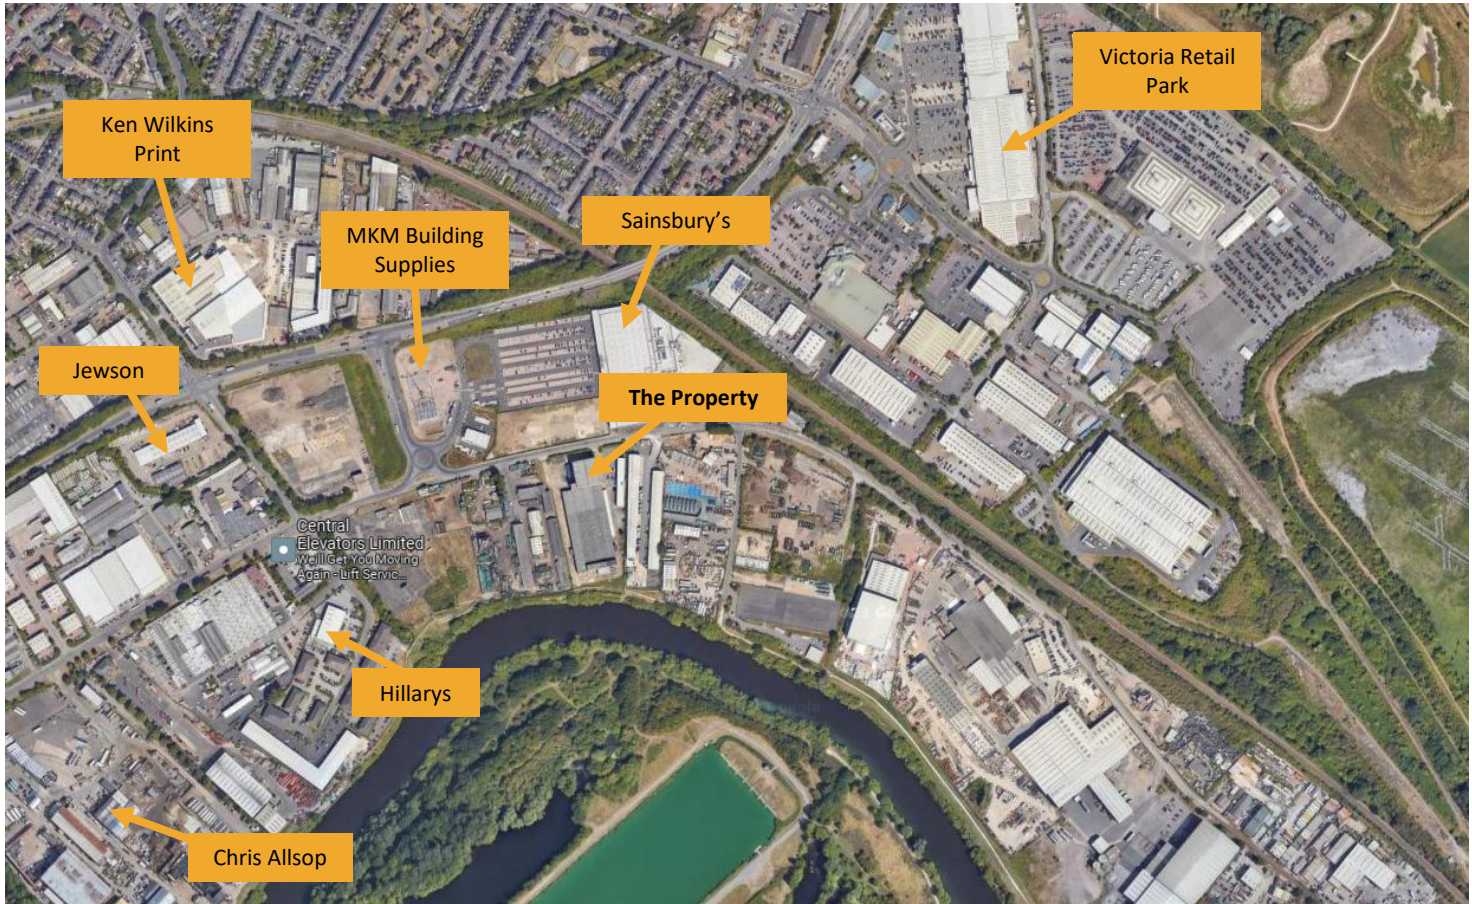 Victoria Retail
Park
Ken Wilkins
Print
Sainsbury's
MKM Building
Supplies
Jewson
The Property
Central
Elevators Limited
We'll Get You Moving
Again - Lift Servic...
Hillarys
Chris Allsop